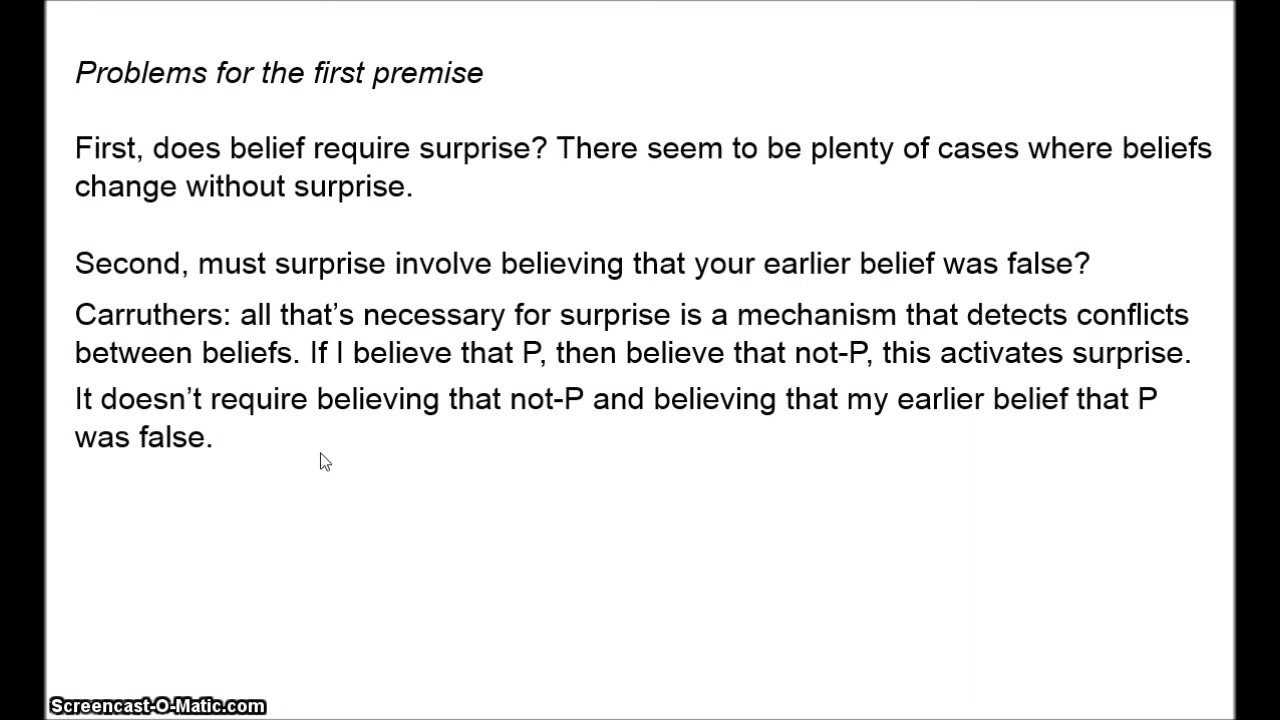 Problems for the first premise
First, does belief require surprise? There seem to be plenty of cases where beliefs
change without surprise.
Second, must surprise involve believing that your earlier belief was false?
Carruthers: all that’s necessary for surprise is a mechanism that detects conflicts
between beliefs. If I believe that P, then believe that not-P, this activates surprise.
It doesn’t require believing that not-P and believing that my earlier belief that P
was false.
Screencast-O-Matic.com